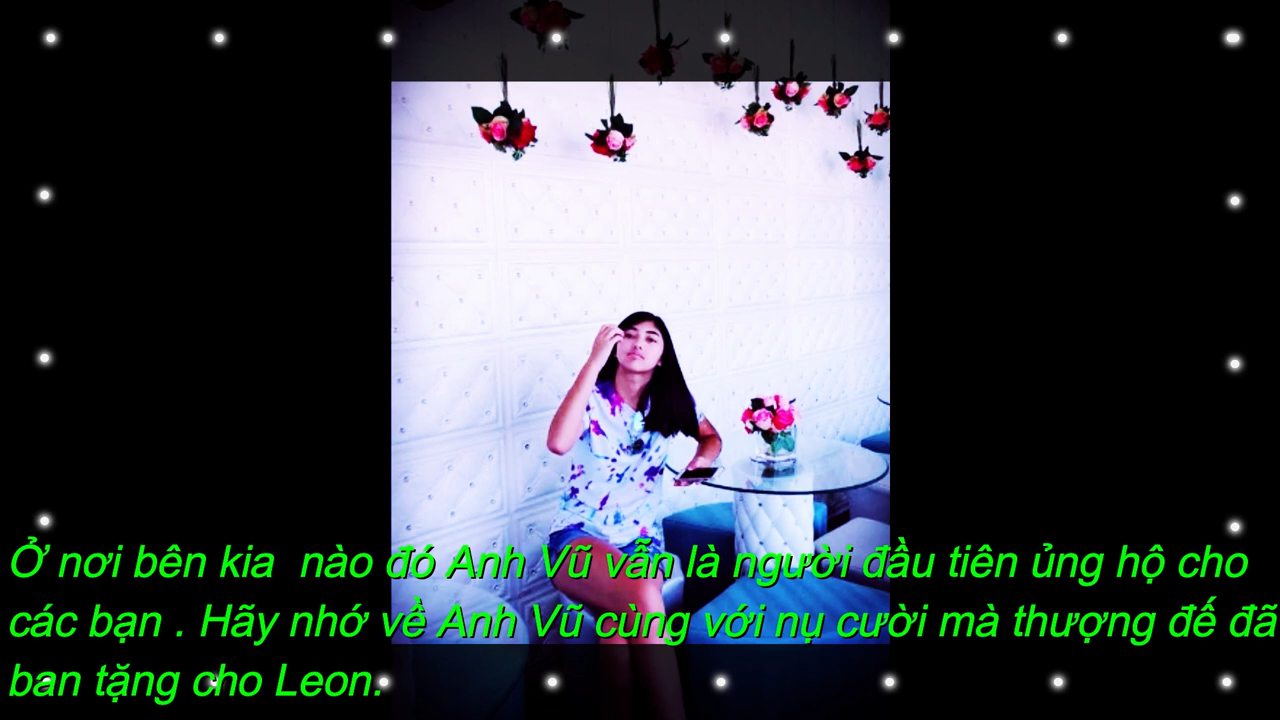 Ở nơi bên kia  nào đó Anh Vũ vẫn là người đầu tiên ủng hộ cho
các bạn . Hãy nhớ về Anh Vũ cùng với nụ cười mà thượng đế đã
ban tặng cho Leon.